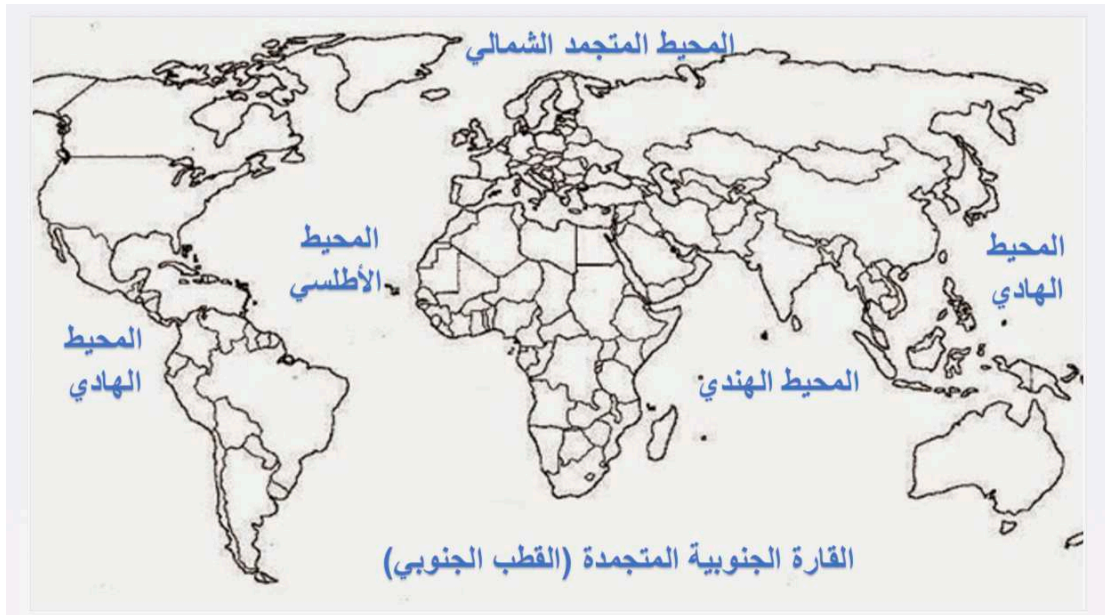 المحيط المتجمد الشمالي
المحيط
الهادي
المحيط
الأطلسي
المحيط
الهادي
المحيط الهندي
القارة الجنوبية المتجمدة (القطب الجنوبي)